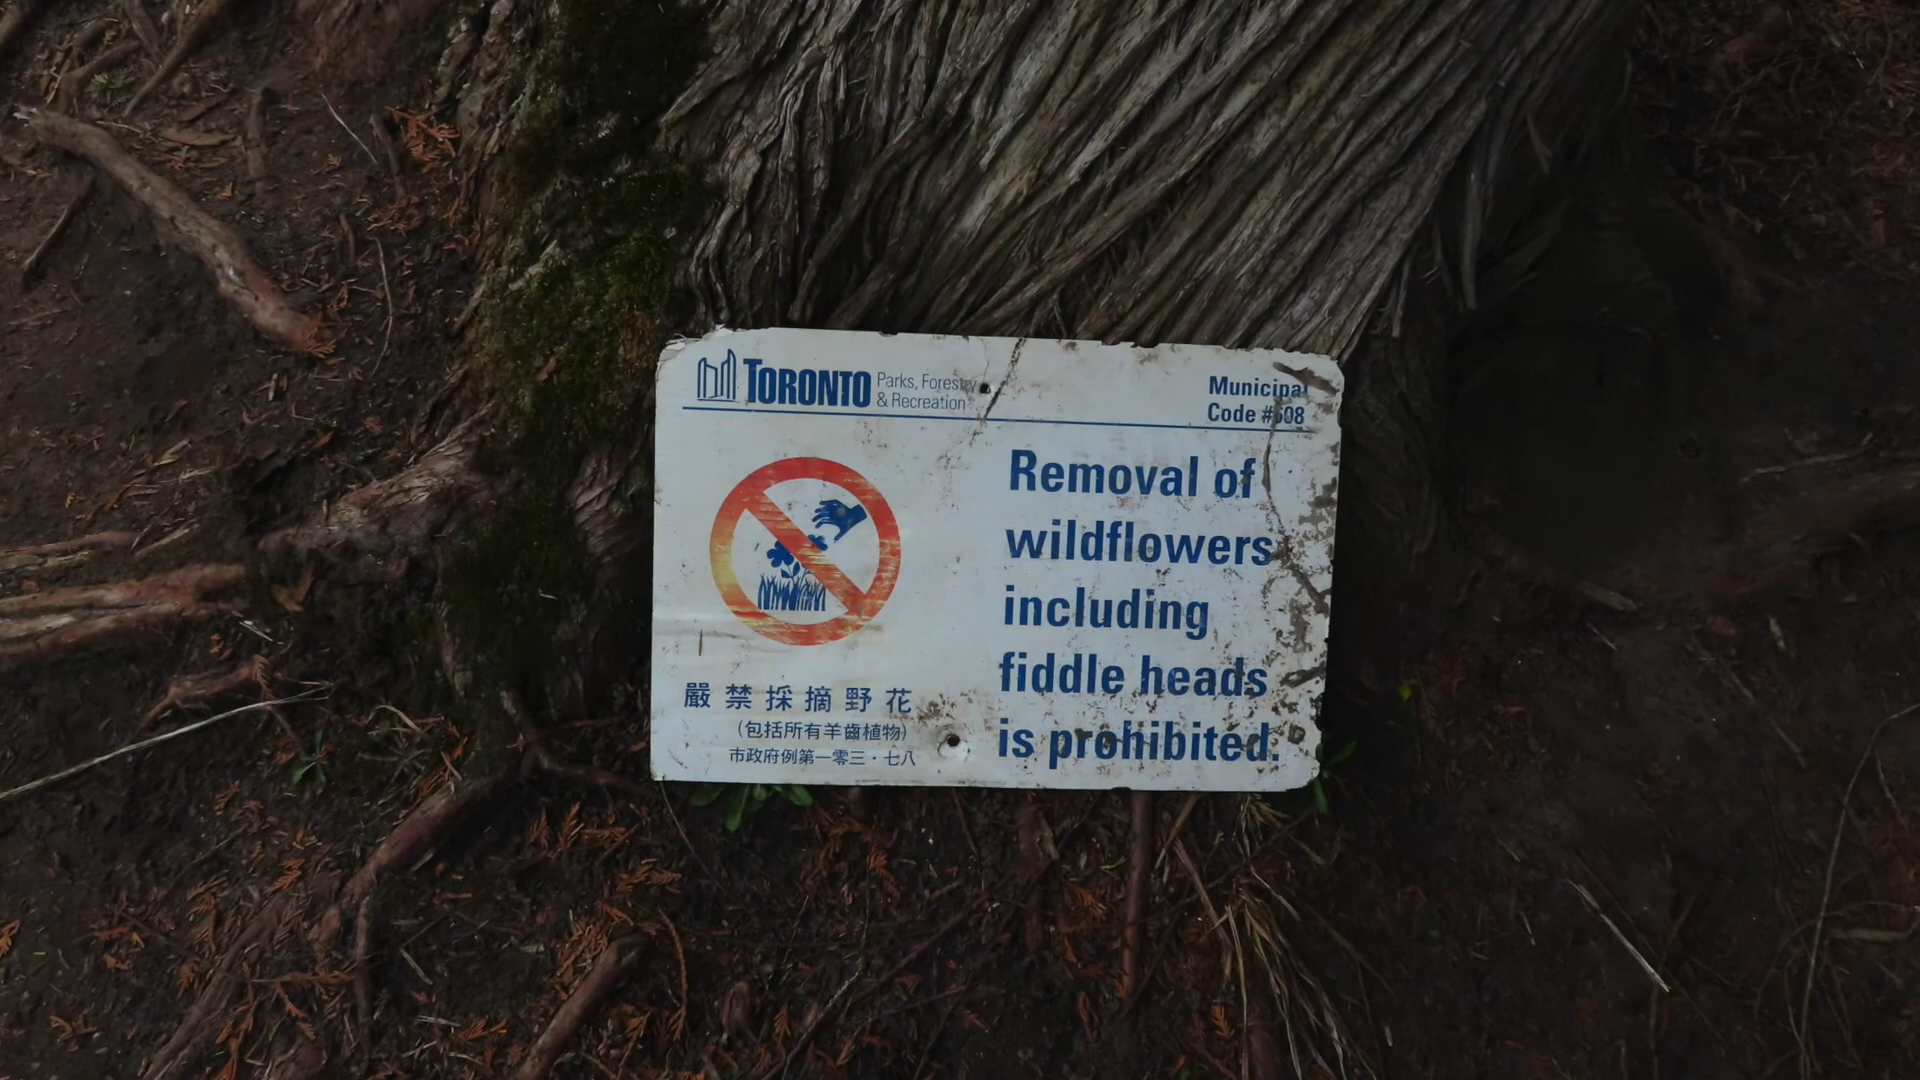 TORONTO Parks, Forestry
& Recreation
Municipal
Code #608
Removal of
wildflowers
including
fiddle heads
is prohibited.
嚴禁採摘野花
(包括所有羊齒植物)
市政府例第一零三・七八